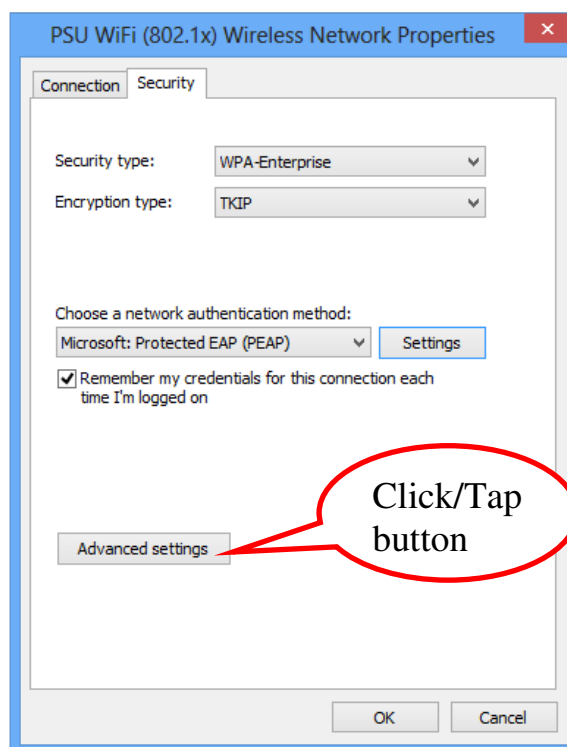 PSU WiFi (802.1x) Wireless Network Properties
Connection Security
Security type: WPA-Enterprise
Encryption type: TKIP
Choose a network authentication method:
Microsoft: Protected EAP (PEAP) Settings
Remember my credentials for this connection each
time I'm logged on
Click/Tap
button
Advanced settings
OK Cancel